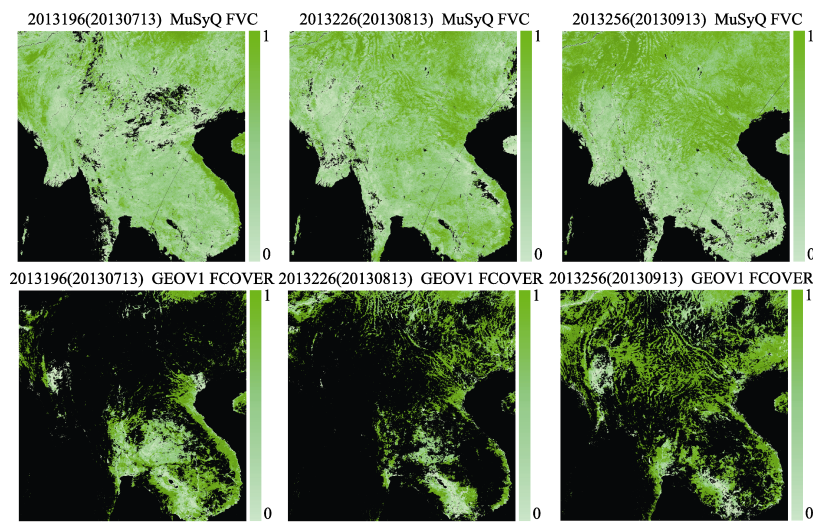 2013196(20130713) MuSyQ FVC
2013226(20130813) MuSyQ FVC
2013256(20130913) MuSyQ FVC
1
1
1
0
0
0
2013196(20130713) GEOV1 FCOVER
2013226(20130813) GEOV1 FCOVER
2013256(20130913) GEOV1 FCOVER
1
1
1
0
0
0